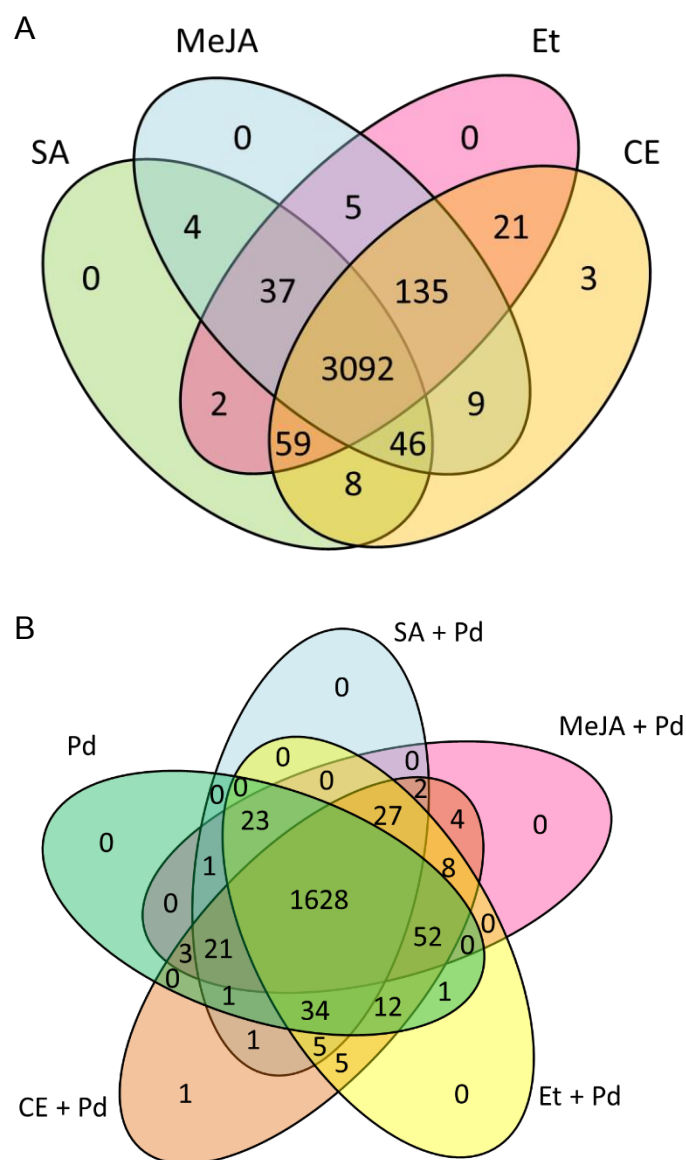 A
MeJA Et
SA CE
0 0
4 5 21
0 37 135 3
3092
2 9
59 46
8
B
SA + Pd
0
MeJA + Pd
Pd
0 0
0 0 0 2
0 23 27 4 0
1 8
1628
0 0
3 21 52 0
0 1 1
34 12
1 5
5
CE + Pd 1 0 Et + Pd